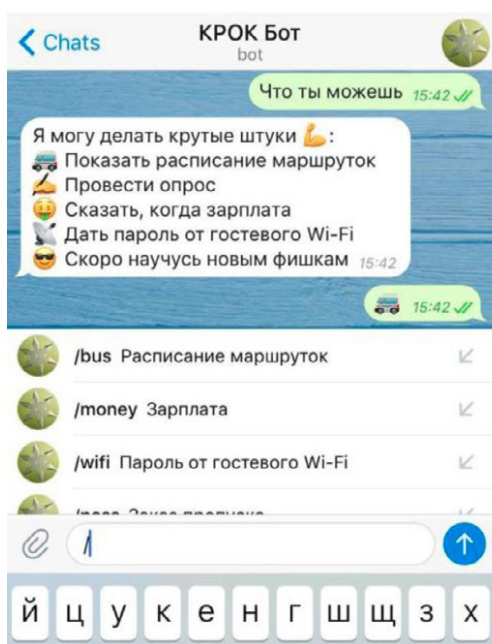 Chats
КРОК Бот
bot
Что ты можешь 15:42
Я могу делать крутые штуки 💪:
🚐 Показать расписание маршруток
✍️ Провести опрос
🤑 Сказать, когда зарплата
📡 Дать пароль от гостевого Wi-Fi
😎 Скоро научусь новым фишкам 15:42
🚐 15:42
/bus Расписание маршруток
/money Зарплата
/wifi Пароль от гостевого Wi-Fi
/
й ц у к е н г ш щ з х